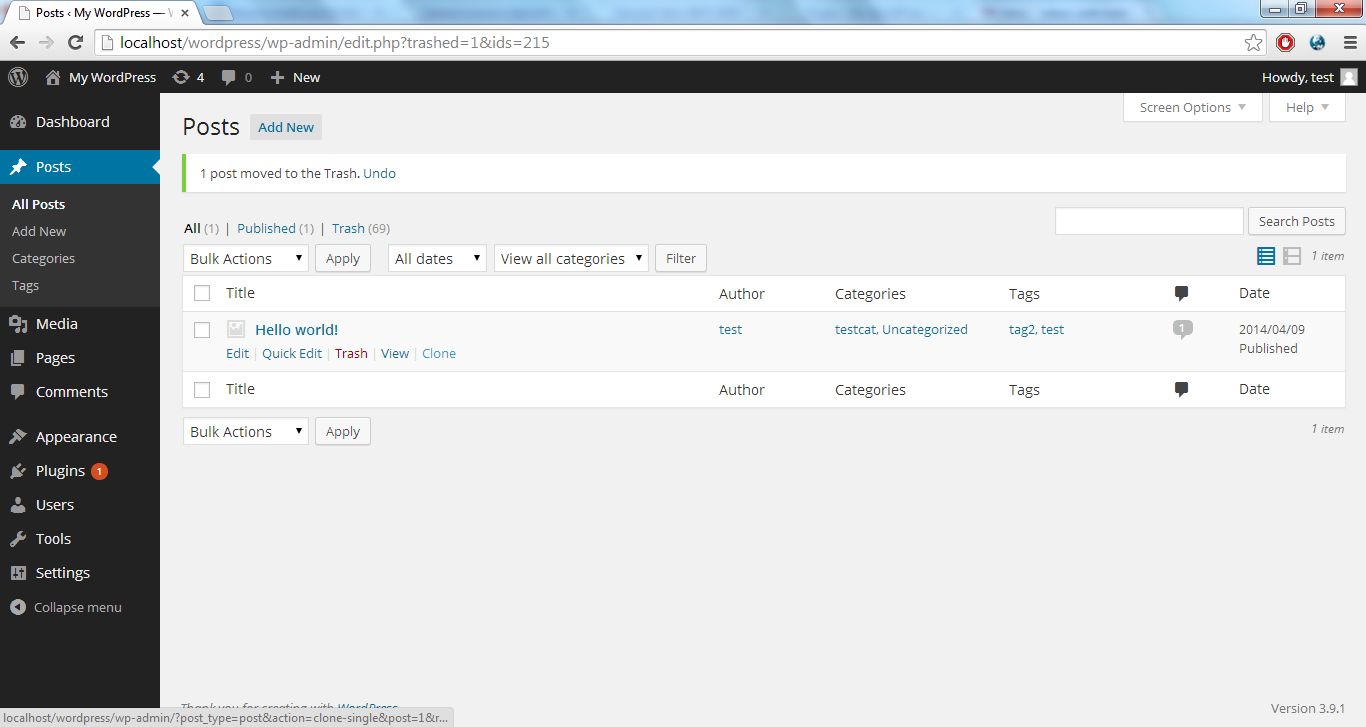 Posts ‹ My WordPress —
localhost/wordpress/wp-admin/edit.php?trashed=1&ids=215
My WordPress 4 0 New Howdy, test
Screen Options Help
Dashboard
Posts
All Posts
Add New
Categories
Tags
Media
Pages
Comments
Appearance
Plugins 1
Users
Tools
Settings
Collapse menu
Posts Add New
1 post moved to the Trash. Undo
All (1) | Published (1) | Trash (69)
Search Posts
Bulk Actions Apply All dates View all categories Filter 1 item
Title Author Categories Tags Date
Hello world! test testcat, Uncategorized tag2, test 1 2014/04/09
Edit | Quick Edit | Trash | View | Clone Published
Title Author Categories Tags Date
Bulk Actions Apply 1 item
Thank you for creating with WordPress Version 3.9.1
localhost/wordpress/wp-admin/?post_type=post&action=clone-single&post=1&r...